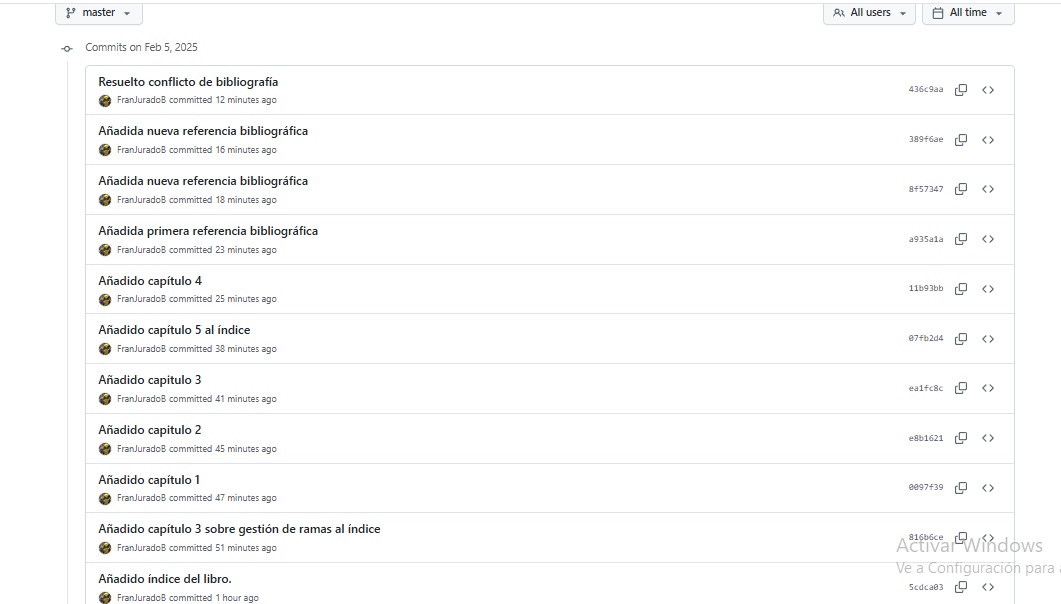 master
All users
All time
Commits on Feb 5, 2025
Resuelto conflicto de bibliografía
436c9aa
FranJuradoB committed 12 minutes ago
Añadida nueva referencia bibliográfica
389f6ae
FranJuradoB committed 16 minutes ago
Añadida nueva referencia bibliográfica
8f57347
FranJuradoB committed 18 minutes ago
Añadida primera referencia bibliográfica
a935a1a
FranJuradoB committed 23 minutes ago
Añadido capítulo 4
11b93bb
FranJuradoB committed 25 minutes ago
Añadido capítulo 5 al índice
07fb2d4
FranJuradoB committed 38 minutes ago
Añadido capitulo 3
ea1fc8c
FranJuradoB committed 41 minutes ago
Añadido capitulo 2
e8b1621
FranJuradoB committed 45 minutes ago
Añadido capítulo 1
0097f39
FranJuradoB committed 47 minutes ago
Añadido capítulo 3 sobre gestión de ramas al índice
816b6ce
FranJuradoB committed 51 minutes ago
Activar Windows
Ve a Configuración para
Añadido índice del libro.
5cdca03
FranJuradoB committed 1 hour ago